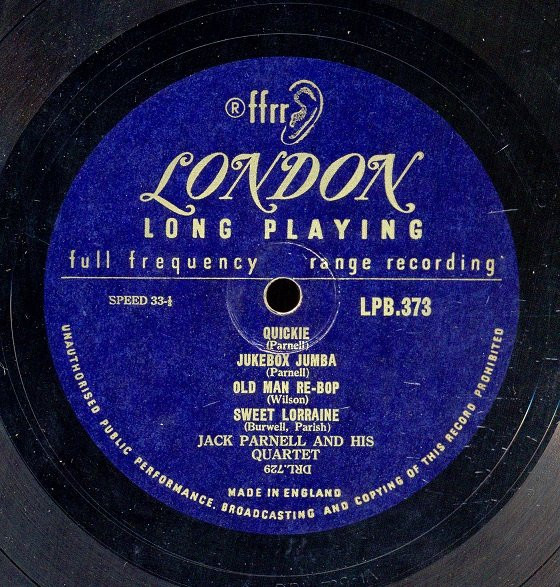 ® ffrr
LONDON
LONG PLAYING
full frequency range recording
SPEED 33-⅓ LPB.373
QUICKIE
(Parnell)
JUKEBOX JUMBA
(Parnell)
OLD MAN RE-BOP
(Wilson)
SWEET LORRAINE
(Burwell, Parish)
JACK PARNELL AND HIS
QUARTET
DRL.729
MADE IN ENGLAND
UNAUTHORISED PUBLIC PERFORMANCE, BROADCASTING AND COPYING OF THIS RECORD PROHIBITED